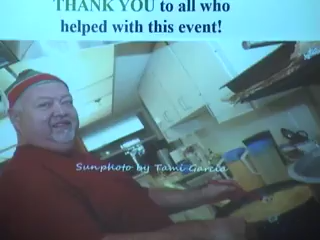 THANK YOU to all who
helped with this event!
Sunphoto by Tami Garcia